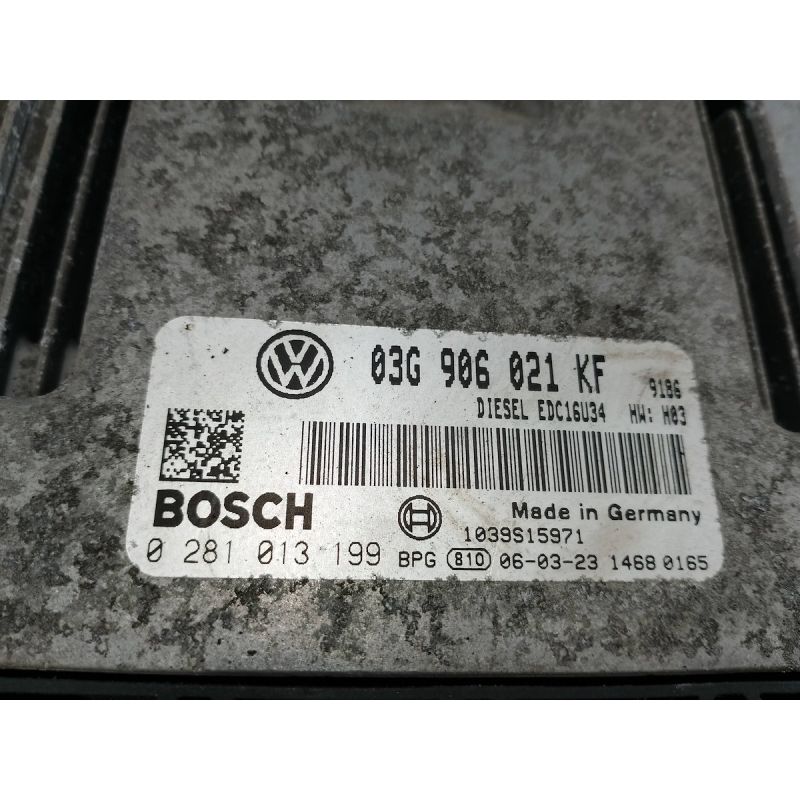 03G 906 021 KF 9186
DIESEL EDC16U34 HW: H03
BOSCH
Made in Germany
1039S15971
0 281 013 199 BPG 810 06-03-23 1468 0165